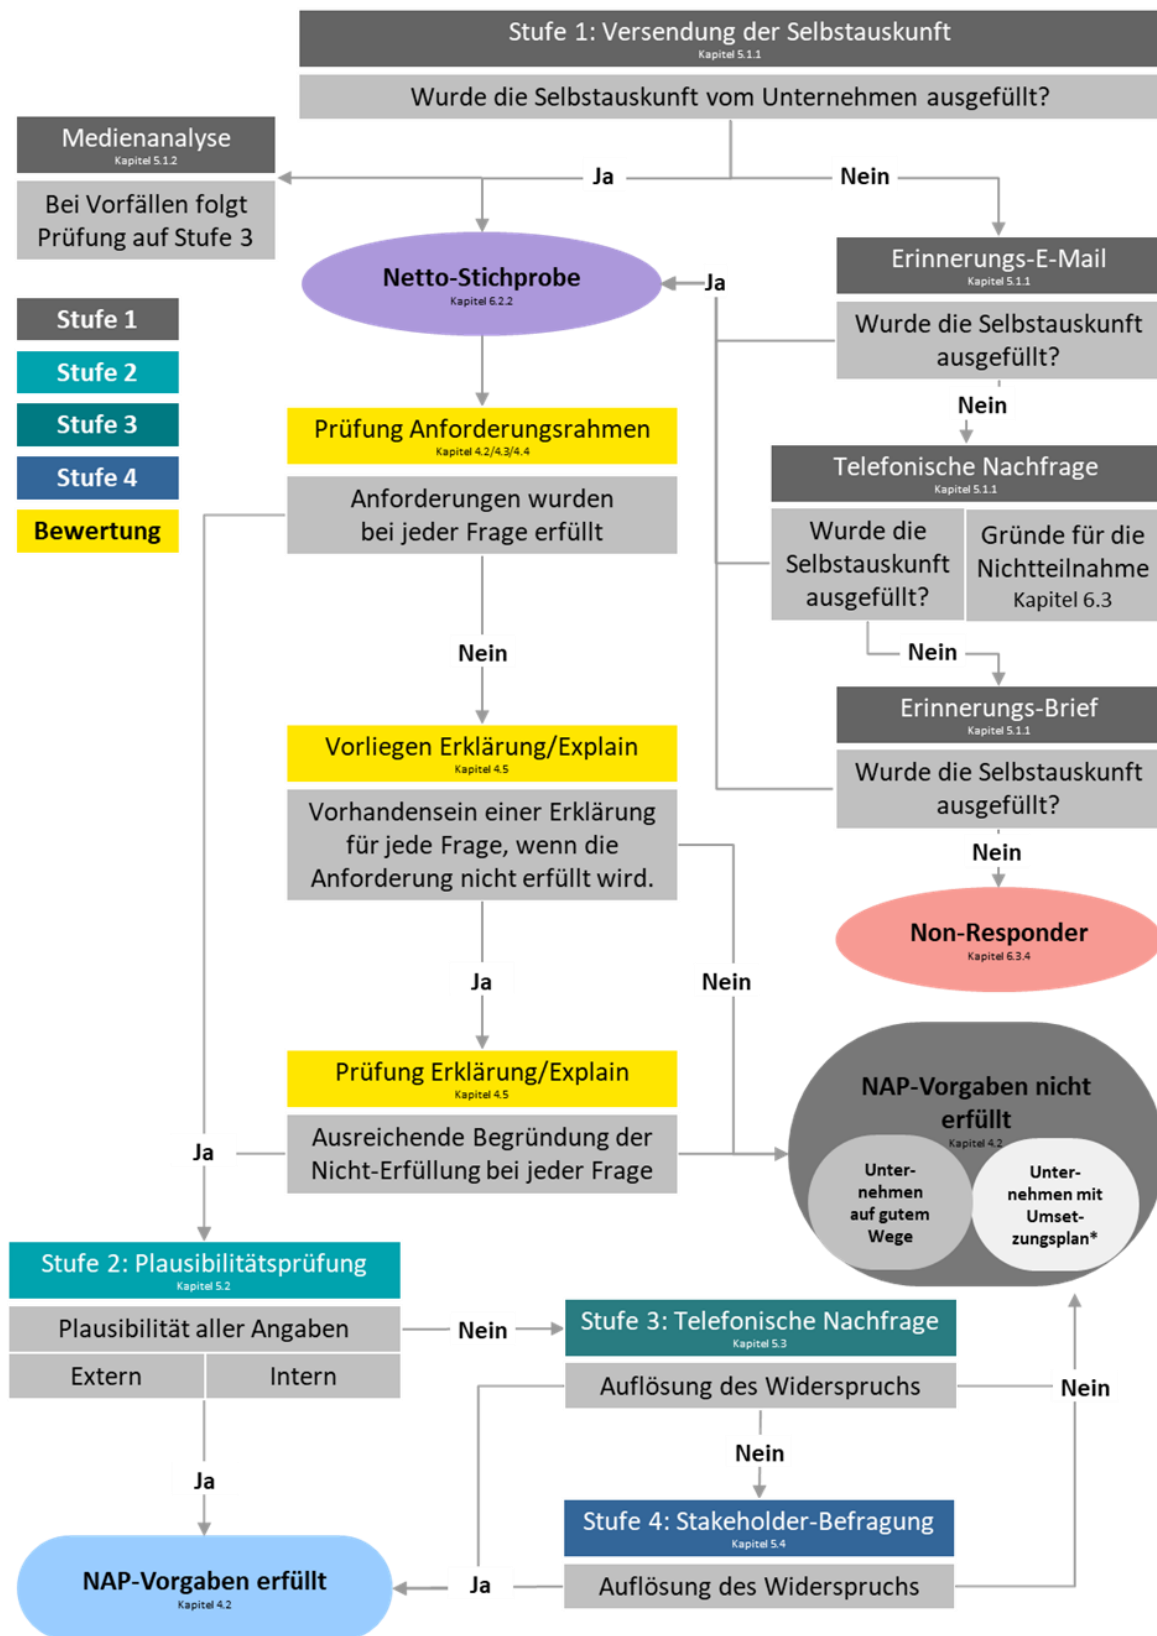 Stufe 1: Versendung der Selbstauskunft
Kapitel 5.1.1
Wurde die Selbstauskunft vom Unternehmen ausgefüllt?
Medienanalyse
Kapitel 5.1.2
Bei Vorfällen folgt
Prüfung auf Stufe 3
Ja
Nein
Netto-Stichprobe
Kapitel 6.2.2
Ja
Erinnerungs-E-Mail
Kapitel 5.1.1
Wurde die Selbstauskunft
ausgefüllt?
Nein
Stufe 1
Stufe 2
Stufe 3
Stufe 4
Bewertung
Prüfung Anforderungsrahmen
Kapitel 4.2/4.3/4.4
Anforderungen wurden
bei jeder Frage erfüllt
Telefonische Nachfrage
Kapitel 5.1.1
Wurde die
Selbstauskunft
ausgefüllt?
Gründe für die
Nichtteilnahme
Kapitel 6.3
Nein
Nein
Erinnerungs-Brief
Kapitel 5.1.1
Wurde die Selbstauskunft
ausgefüllt?
Nein
Non-Responder
Kapitel 6.3.4
Vorliegen Erklärung/Explain
Kapitel 4.5
Vorhandensein einer Erklärung
für jede Frage, wenn die
Anforderung nicht erfüllt wird.
Ja
Nein
Prüfung Erklärung/Explain
Kapitel 4.5
Ausreichende Begründung der
Nicht-Erfüllung bei jeder Frage
Ja
NAP-Vorgaben nicht
erfüllt
Kapitel 4.2
Unter-
nehmen
auf gutem
Wege
Unter-
nehmen mit
Umset-
zungsplan*
Stufe 2: Plausibilitätsprüfung
Kapitel 5.2
Plausibilität aller Angaben
Extern
Intern
Nein
Stufe 3: Telefonische Nachfrage
Kapitel 5.3
Auflösung des Widerspruchs
Nein
Nein
Ja
Stufe 4: Stakeholder-Befragung
Kapitel 5.4
Auflösung des Widerspruchs
Ja
NAP-Vorgaben erfüllt
Kapitel 4.2